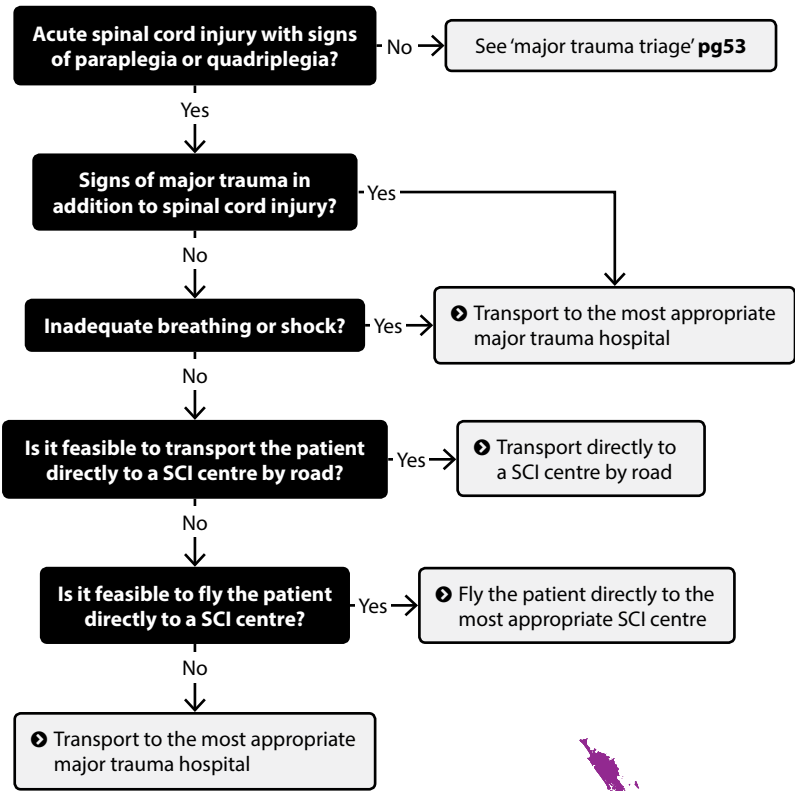 Acute spinal cord injury with signs
of paraplegia or quadriplegia?
No
See ‘major trauma triage’ pg53
Yes
Signs of major trauma in
addition to spinal cord injury?
Yes
No
Inadequate breathing or shock?
Yes
Transport to the most appropriate
major trauma hospital
No
Is it feasible to transport the patient
directly to a SCI centre by road?
Yes
Transport directly to
a SCI centre by road
No
Is it feasible to fly the patient
directly to a SCI centre?
Yes
Fly the patient directly to the
most appropriate SCI centre
No
Transport to the most appropriate
major trauma hospital